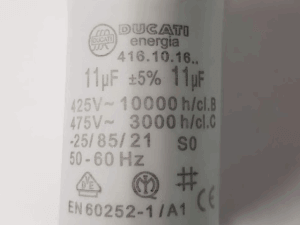 DUCATI
energia
416.10.16..
11µF ±5% 11µF
425V~ 10000 h/cl.B
475V~ 3000 h/cl.C
-25/85/21 S0
50-60 Hz
EN 60252-1/A1